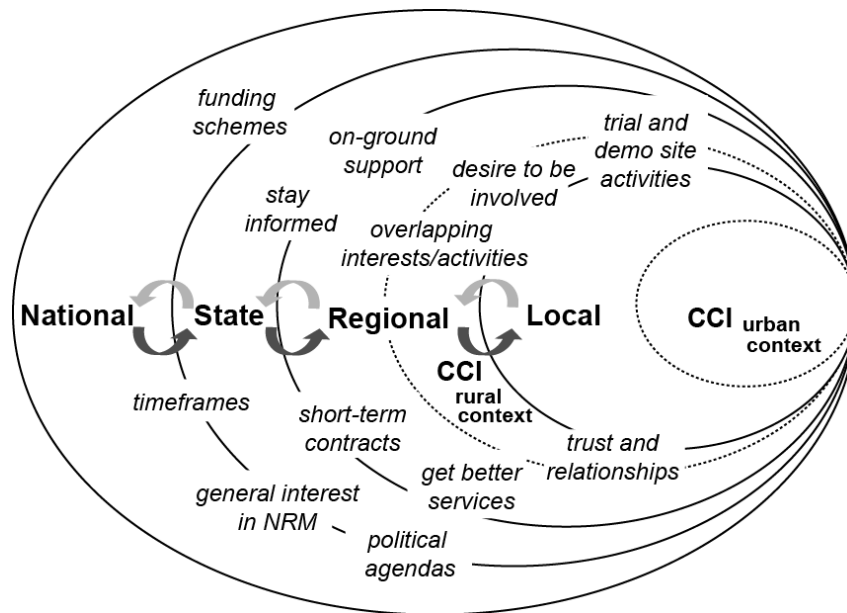 funding
schemes
on-ground
support
trial and
demo site
activities
desire to be
involved
stay
informed
overlapping
interests/activities
National
State
Regional
Local
CCI urban
context
CCI
rural
context
timeframes
short-term
contracts
trust and
relationships
get better
services
general interest
in NRM
political
agendas